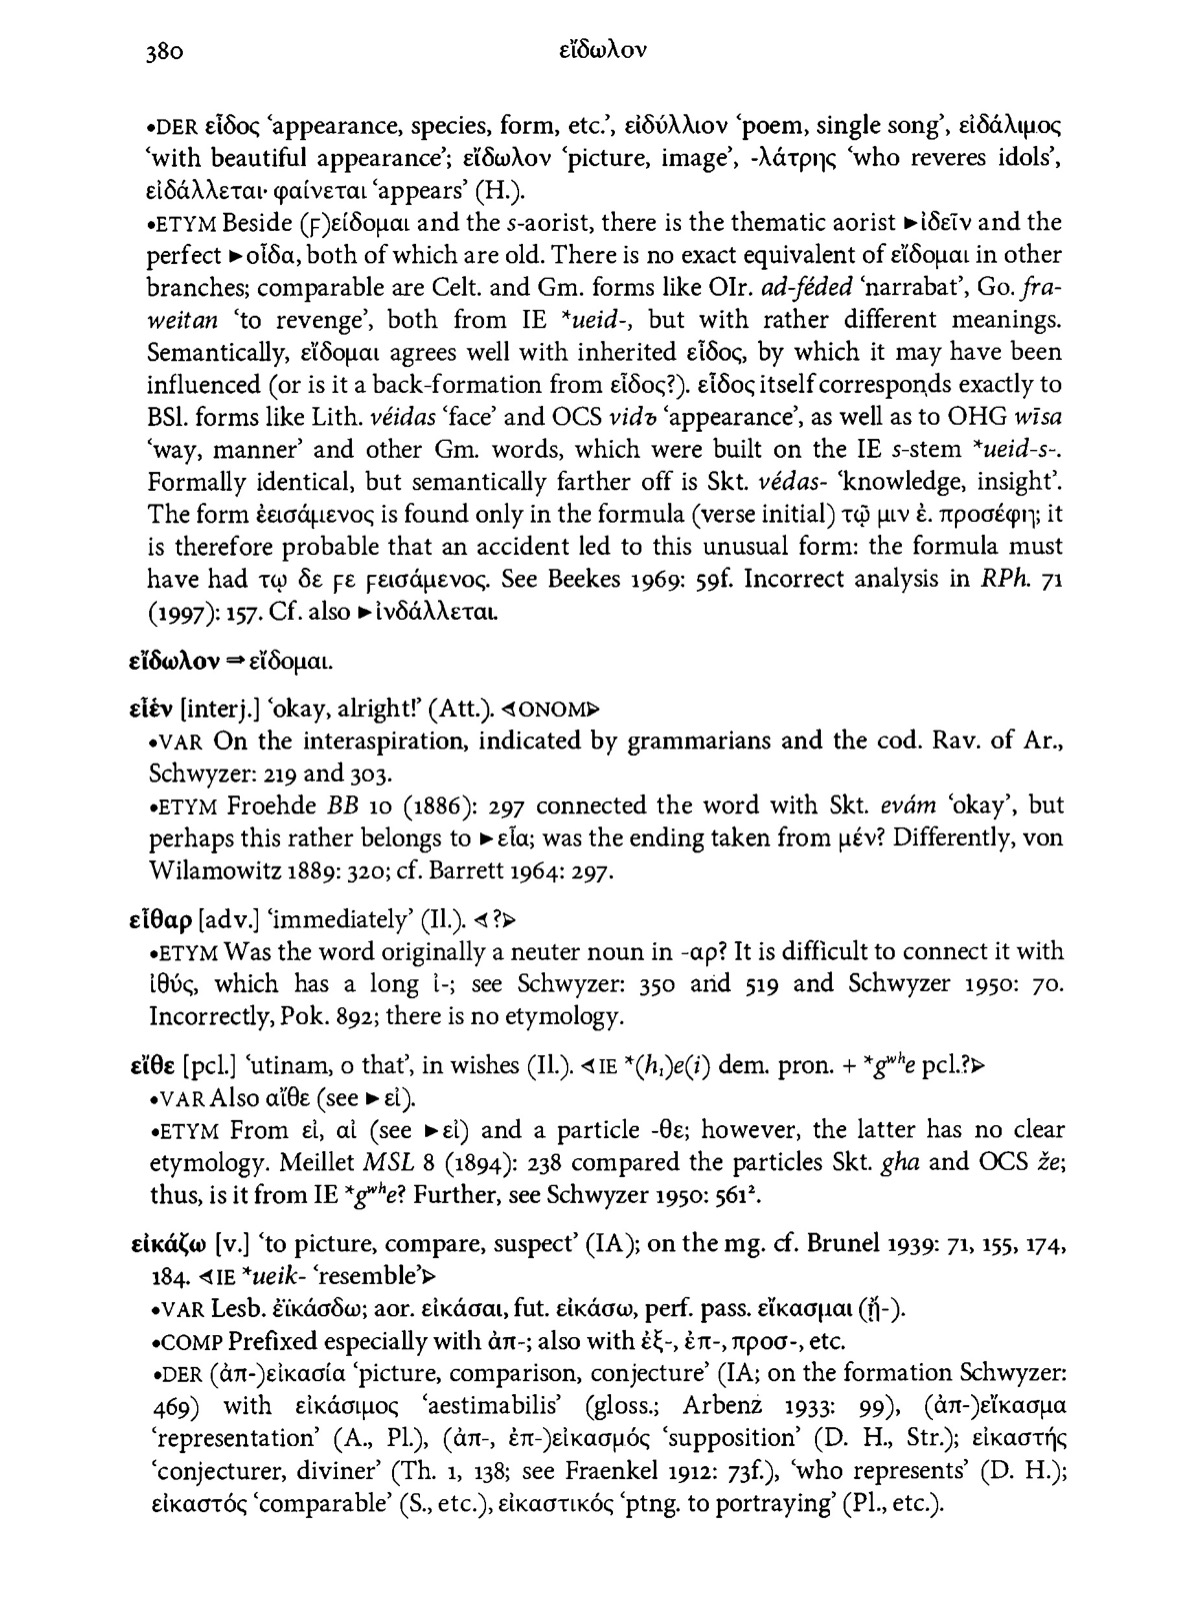 380
εἴδωλον
•DER εἶδος ‘appearance, species, form, etc.’, εἰδύλλιον ‘poem, single song’, εἰδάλιμος
‘with beautiful appearance’; εἴδωλον ‘picture, image’, -λάτρης ‘who reveres idols’,
εἰδάλλεται· φαίνεται ‘appears’ (H.).
•ETYM Beside (ϝ)είδομαι and the s-aorist, there is the thematic aorist ►ἰδεῖν and the
perfect ►οἶδα, both of which are old. There is no exact equivalent of εἴδομαι in other
branches; comparable are Celt. and Gm. forms like OIr. ad-féded ‘narrabat’, Go. fra-
weitan ‘to revenge’, both from IE *ueid-, but with rather different meanings.
Semantically, εἴδομαι agrees well with inherited εἶδος, by which it may have been
influenced (or is it a back-formation from εἶδος?). εἶδος itself corresponds exactly to
BSl. forms like Lith. véidas ‘face’ and OCS vidъ ‘appearance’, as well as to OHG wīsa
‘way, manner’ and other Gm. words, which were built on the IE s-stem *ueid-s-.
Formally identical, but semantically farther off is Skt. védas- ‘knowledge, insight’.
The form ἐεισάμενος is found only in the formula (verse initial) τῷ μιν ἐ. προσέφη; it
is therefore probable that an accident led to this unusual form: the formula must
have had τῳ δε ϝε ϝεισάμενος. See Beekes 1969: 59f. Incorrect analysis in RPh. 71
(1997): 157. Cf. also ►ἰνδάλλεται.
εἴδωλον ⇒ εἴδομαι.
εἶἑν [interj.] ‘okay, alright!’ (Att.). ◁ONOM▷
•VAR On the interaspiration, indicated by grammarians and the cod. Rav. of Ar.,
Schwyzer: 219 and 303.
•ETYM Froehde BB 10 (1886): 297 connected the word with Skt. evám ‘okay’, but
perhaps this rather belongs to ►εἶα; was the ending taken from μέν? Differently, von
Wilamowitz 1889: 320; cf. Barrett 1964: 297.
εἶθαρ [adv.] ‘immediately’ (Il.). ◁?▷
•ETYM Was the word originally a neuter noun in -αρ? It is difficult to connect it with
ἰθύς, which has a long ἰ-; see Schwyzer: 350 and 519 and Schwyzer 1950: 70.
Incorrectly, Pok. 892; there is no etymology.
εἴθε [pcl.] ‘utinam, o that’, in wishes (Il.). ◁IE *(h₁)e(i) dem. pron. + *gʷʰe pcl.?▷
•VAR Also αἴθε (see ►εἰ).
•ETYM From εἰ, αἰ (see ►εἰ) and a particle -θε; however, the latter has no clear
etymology. Meillet MSL 8 (1894): 238 compared the particles Skt. gha and OCS že;
thus, is it from IE *gʷʰe? Further, see Schwyzer 1950: 561².
εἰκάζω [v.] ‘to picture, compare, suspect’ (IA); on the mg. cf. Brunel 1939: 71, 155, 174,
184. ◁IE *ueik- ‘resemble’▷
•VAR Lesb. ἐϊκάσδω; aor. εἰκάσαι, fut. εἰκάσω, perf. pass. εἴκασμαι (ᾔ-).
•COMP Prefixed especially with ἀπ-; also with ἐξ-, ἐπ-, προσ-, etc.
•DER (ἀπ-)εἰκασία ‘picture, comparison, conjecture’ (IA; on the formation Schwyzer:
469) with εἰκάσιμος ‘aestimabilis’ (gloss.; Arbenz 1933: 99), (ἀπ-)εἴκασμα
‘representation’ (A., Pl.), (ἀπ-, ἐπ-)εἰκασμός ‘supposition’ (D. H., Str.); εἰκαστής
‘conjecturer, diviner’ (Th. 1, 138; see Fraenkel 1912: 73f.), ‘who represents’ (D. H.);
εἰκαστός ‘comparable’ (S., etc.), εἰκαστικός ‘ptng. to portraying’ (Pl., etc.).